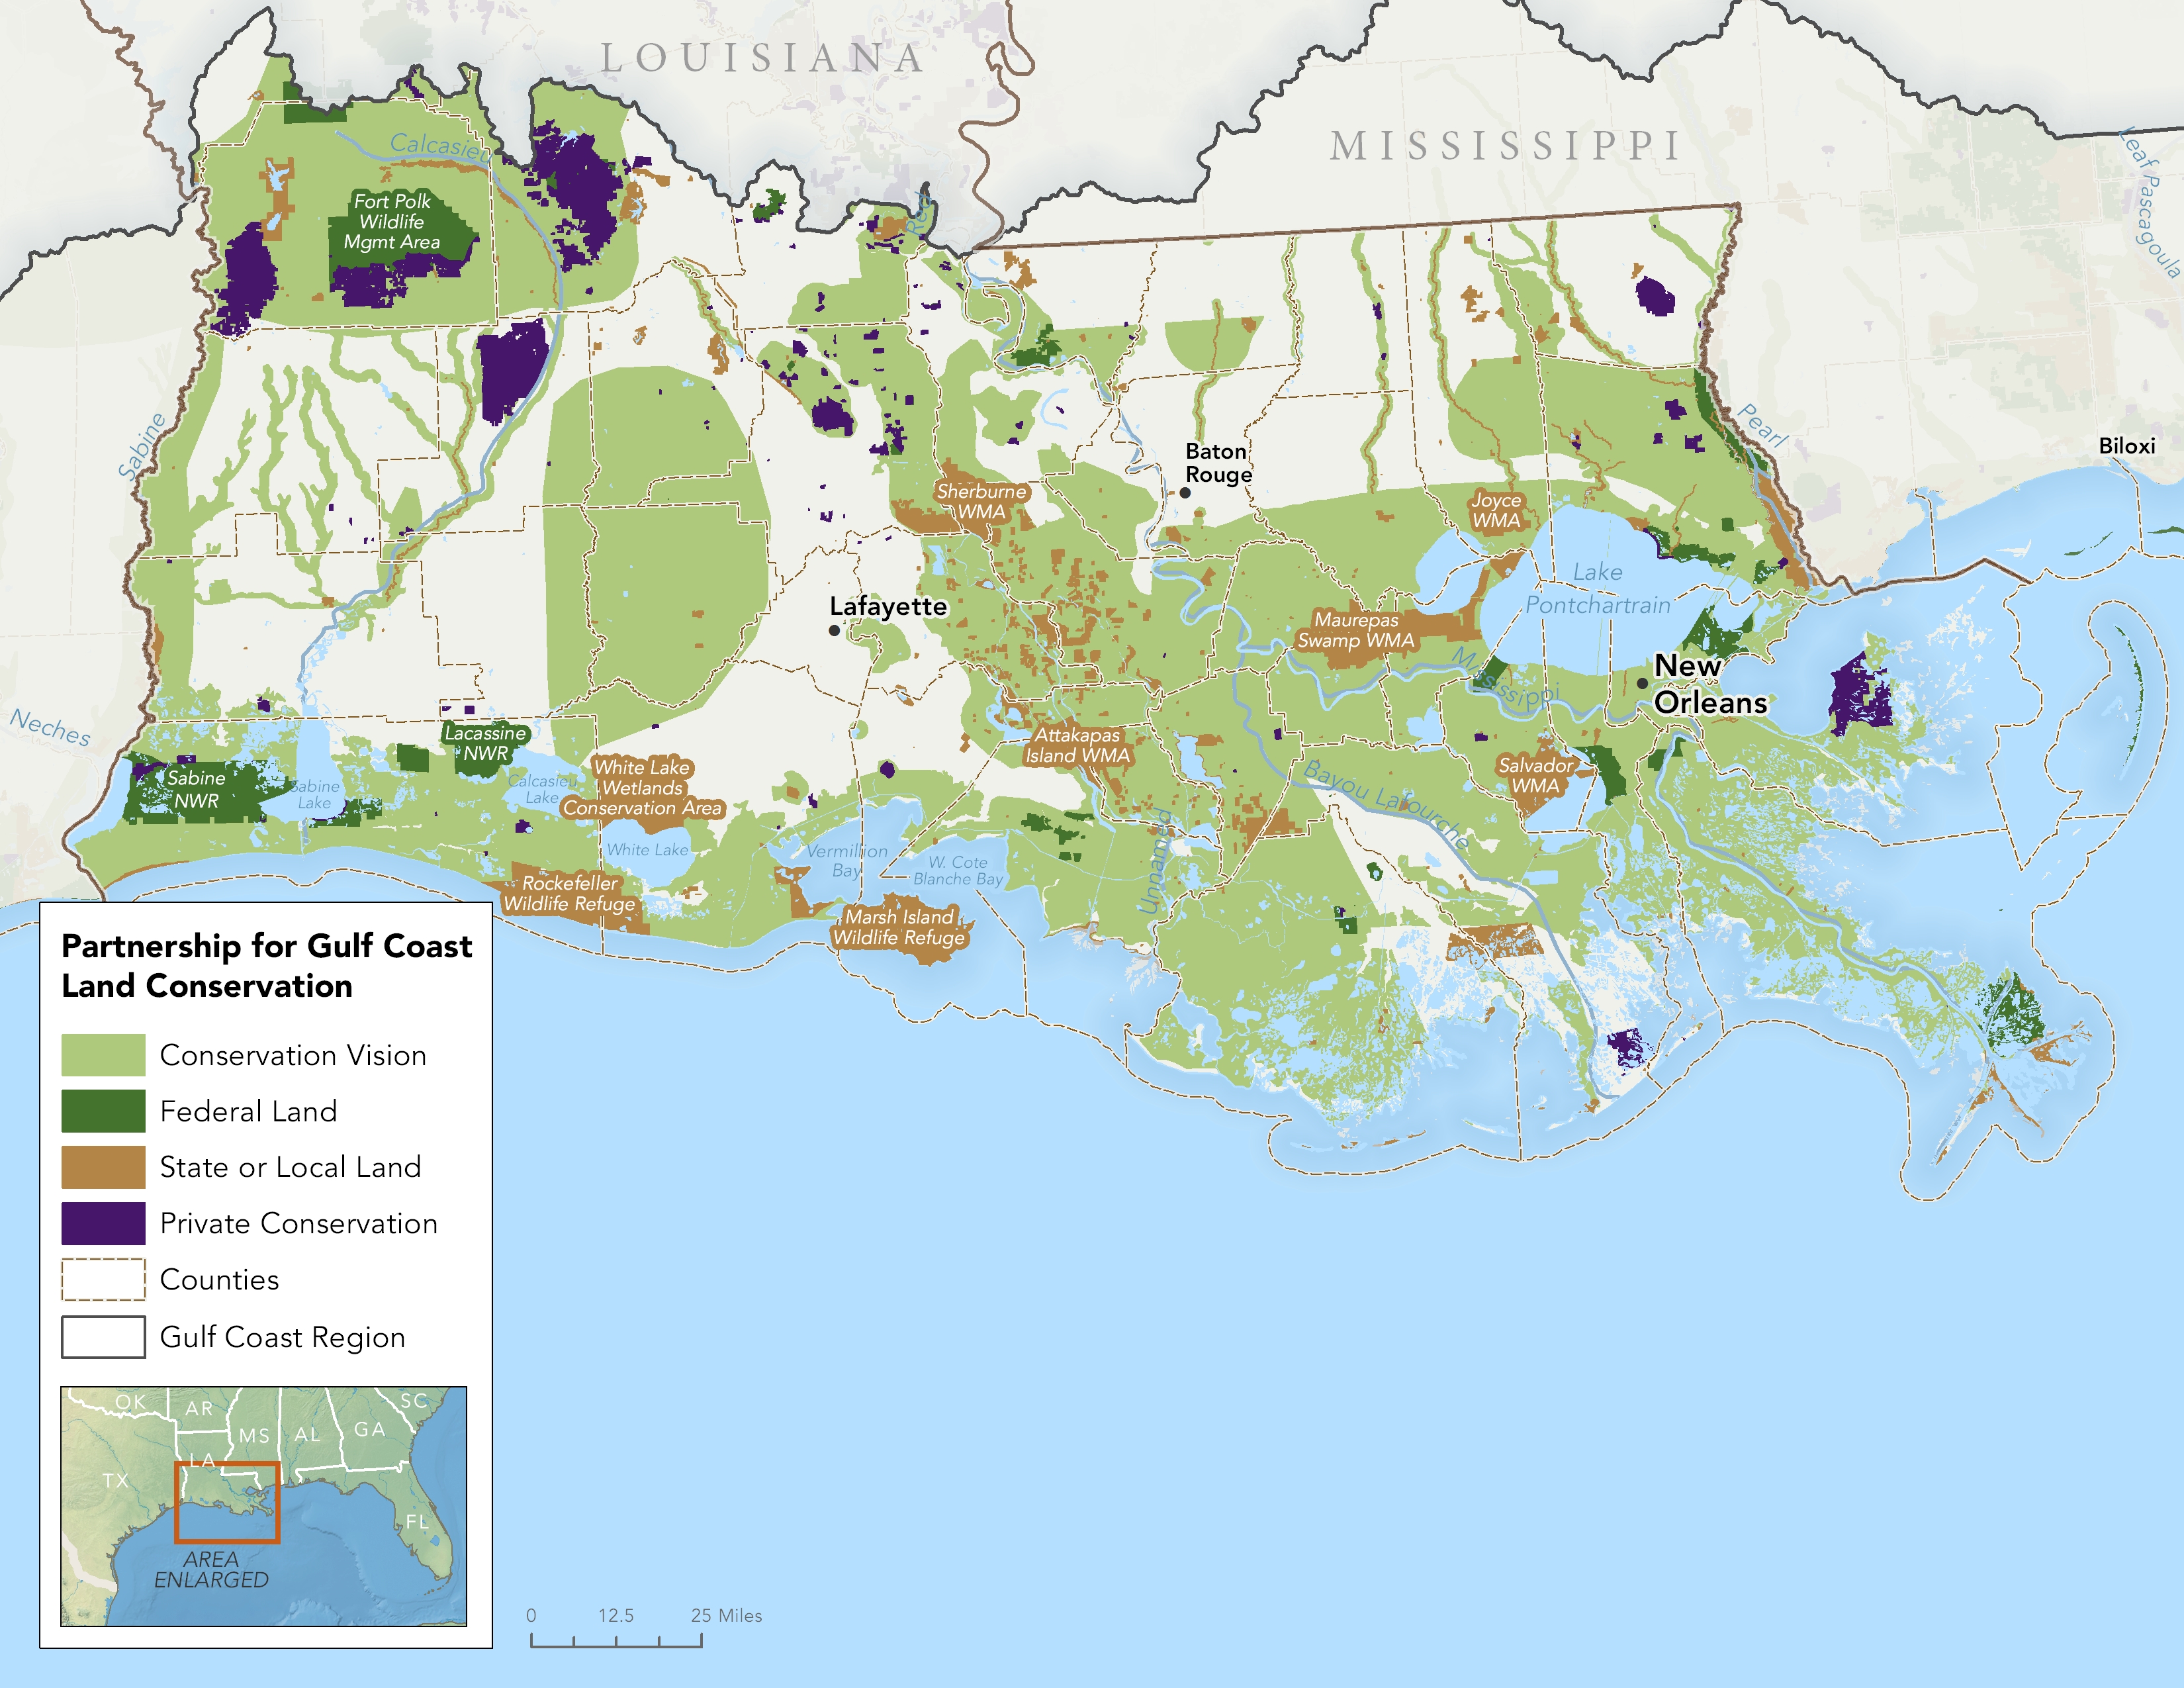 LOUISIANA
MISSISSIPPI
Leaf
Pascagoula
Calcasieu
Red
Fort Polk
Wildlife
Mgmt Area
Sabine
Pearl
Biloxi
Baton
Rouge
Sherburne
WMA
Joyce
WMA
Lake
Pontchartrain
Lafayette
Maurepas
Swamp WMA
Mississippi
New
Orleans
Neches
Lacassine
NWR
Attakapas
Island WMA
Sabine
NWR
Sabine
Lake
Calcasieu
Lake
White Lake
Wetlands
Conservation Area
Salvador
WMA
Bayou Lafourche
Unnamed
White Lake
Vermillion
Bay
W. Cote
Blanche Bay
Rockefeller
Wildlife Refuge
Marsh Island
Wildlife Refuge
Partnership for Gulf Coast
Land Conservation
Conservation Vision
Federal Land
State or Local Land
Private Conservation
Counties
Gulf Coast Region
OK
AR
SC
MS
AL
GA
LA
TX
FL
AREA
ENLARGED
0 12.5 25 Miles